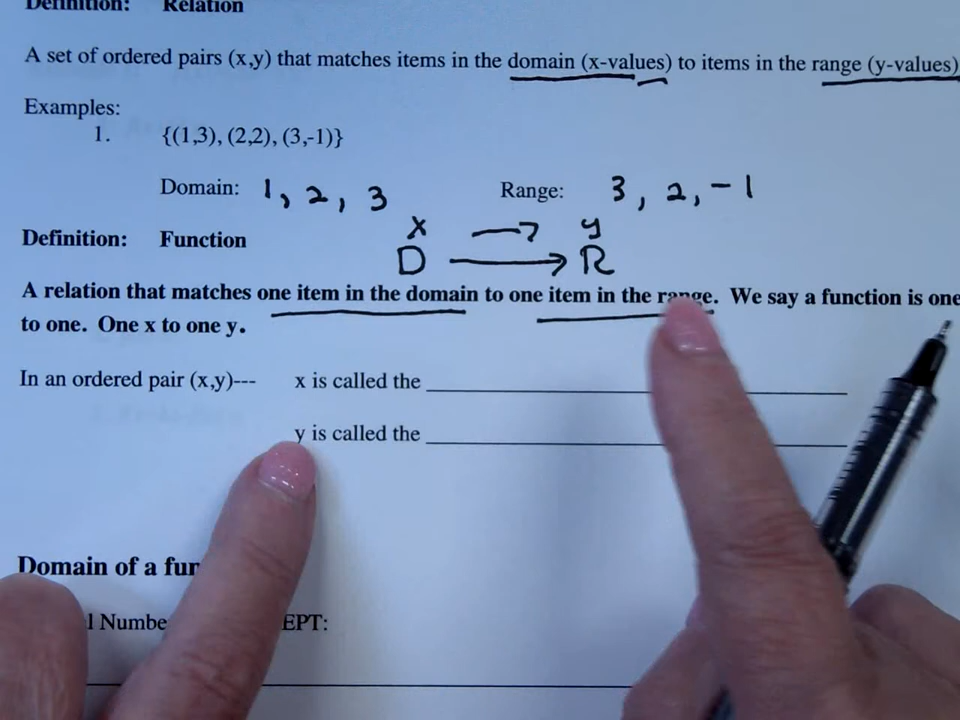 Definition: Relation
A set of ordered pairs (x,y) that matches items in the domain (x-values) to items in the range (y-values)
Examples:
1. {(1,3), (2,2), (3,-1)}
Domain: 1, 2, 3 Range: 3, 2, -1
x → y
Definition: Function
D → R
A relation that matches one item in the domain to one item in the range. We say a function is one
to one. One x to one y.
In an ordered pair (x,y)--- x is called the
y is called the
Domain of a